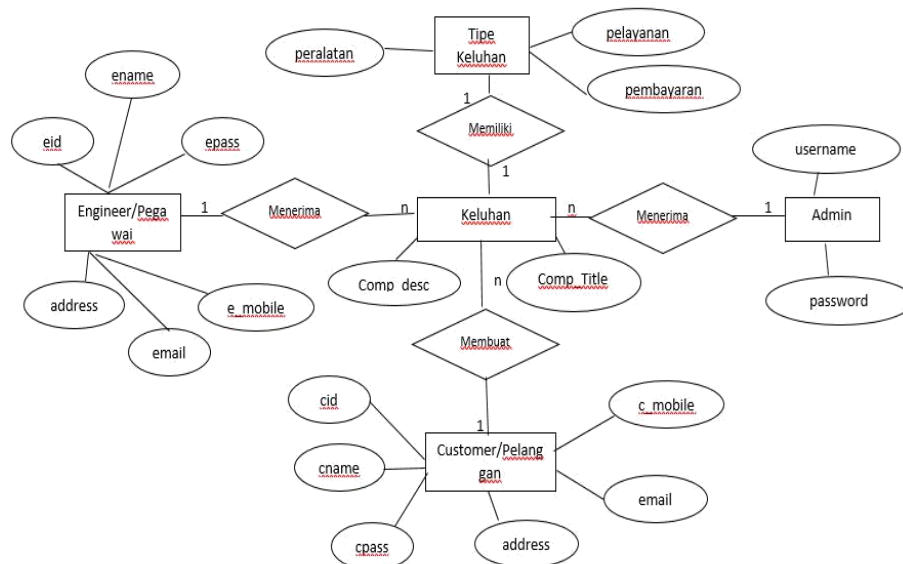 Tipe
Keluhan
peralatan
pelayanan
pembayaran
ename
eid
epass
1
Memiliki
1
username
Engineer/Pega
wai
1
Menerima
n
Keluhan
n
Menerima
1
Admin
address
e_mobile
email
Comp_desc
n
Comp_Title
password
Membuat
cid
1
c_mobile
Customer/Pelang
gan
cname
email
cpass
address